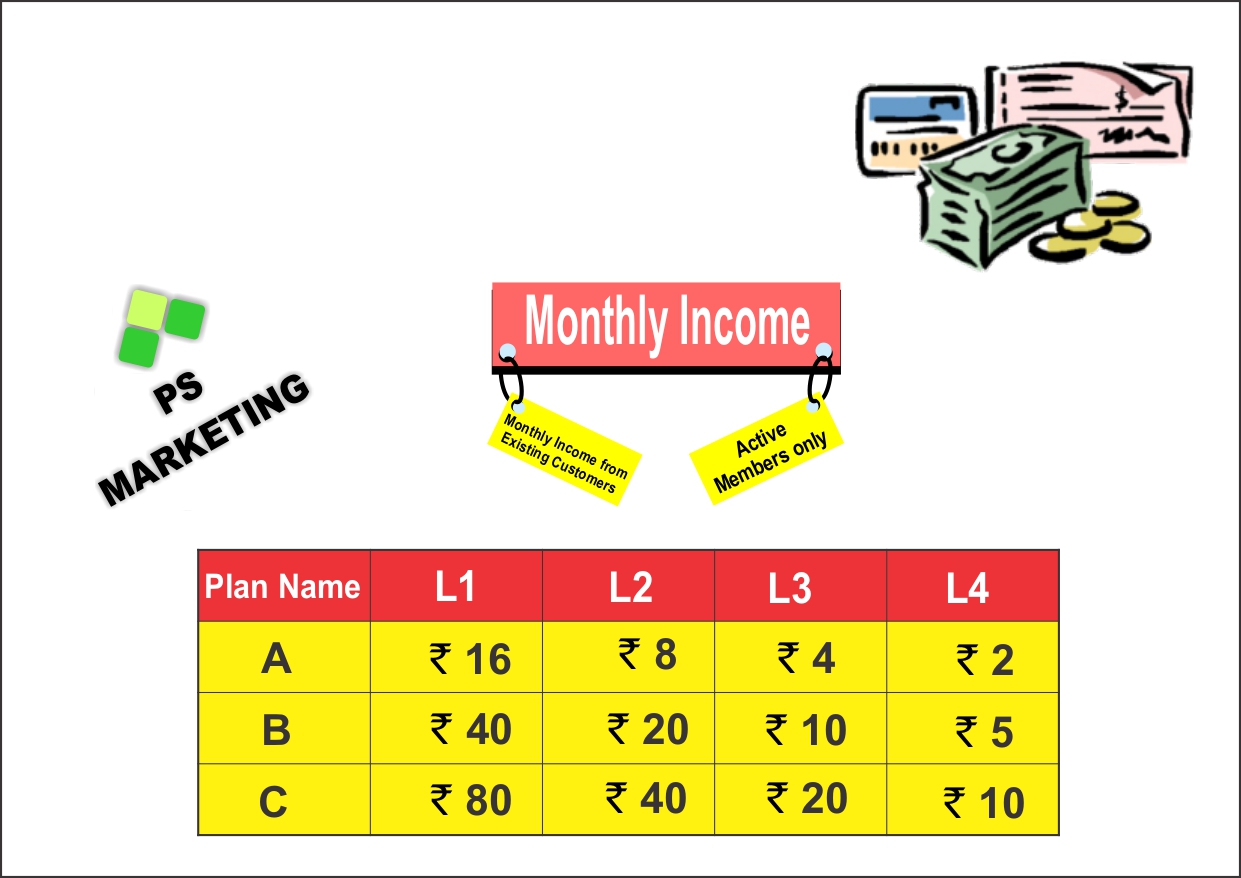 $
PS
MARKETING
Monthly Income
Monthly Income from
Existing Customers
Active
Members only
Plan Name L1 L2 L3 L4
A ₹ 16 ₹ 8 ₹ 4 ₹ 2
B ₹ 40 ₹ 20 ₹ 10 ₹ 5
C ₹ 80 ₹ 40 ₹ 20 ₹ 10